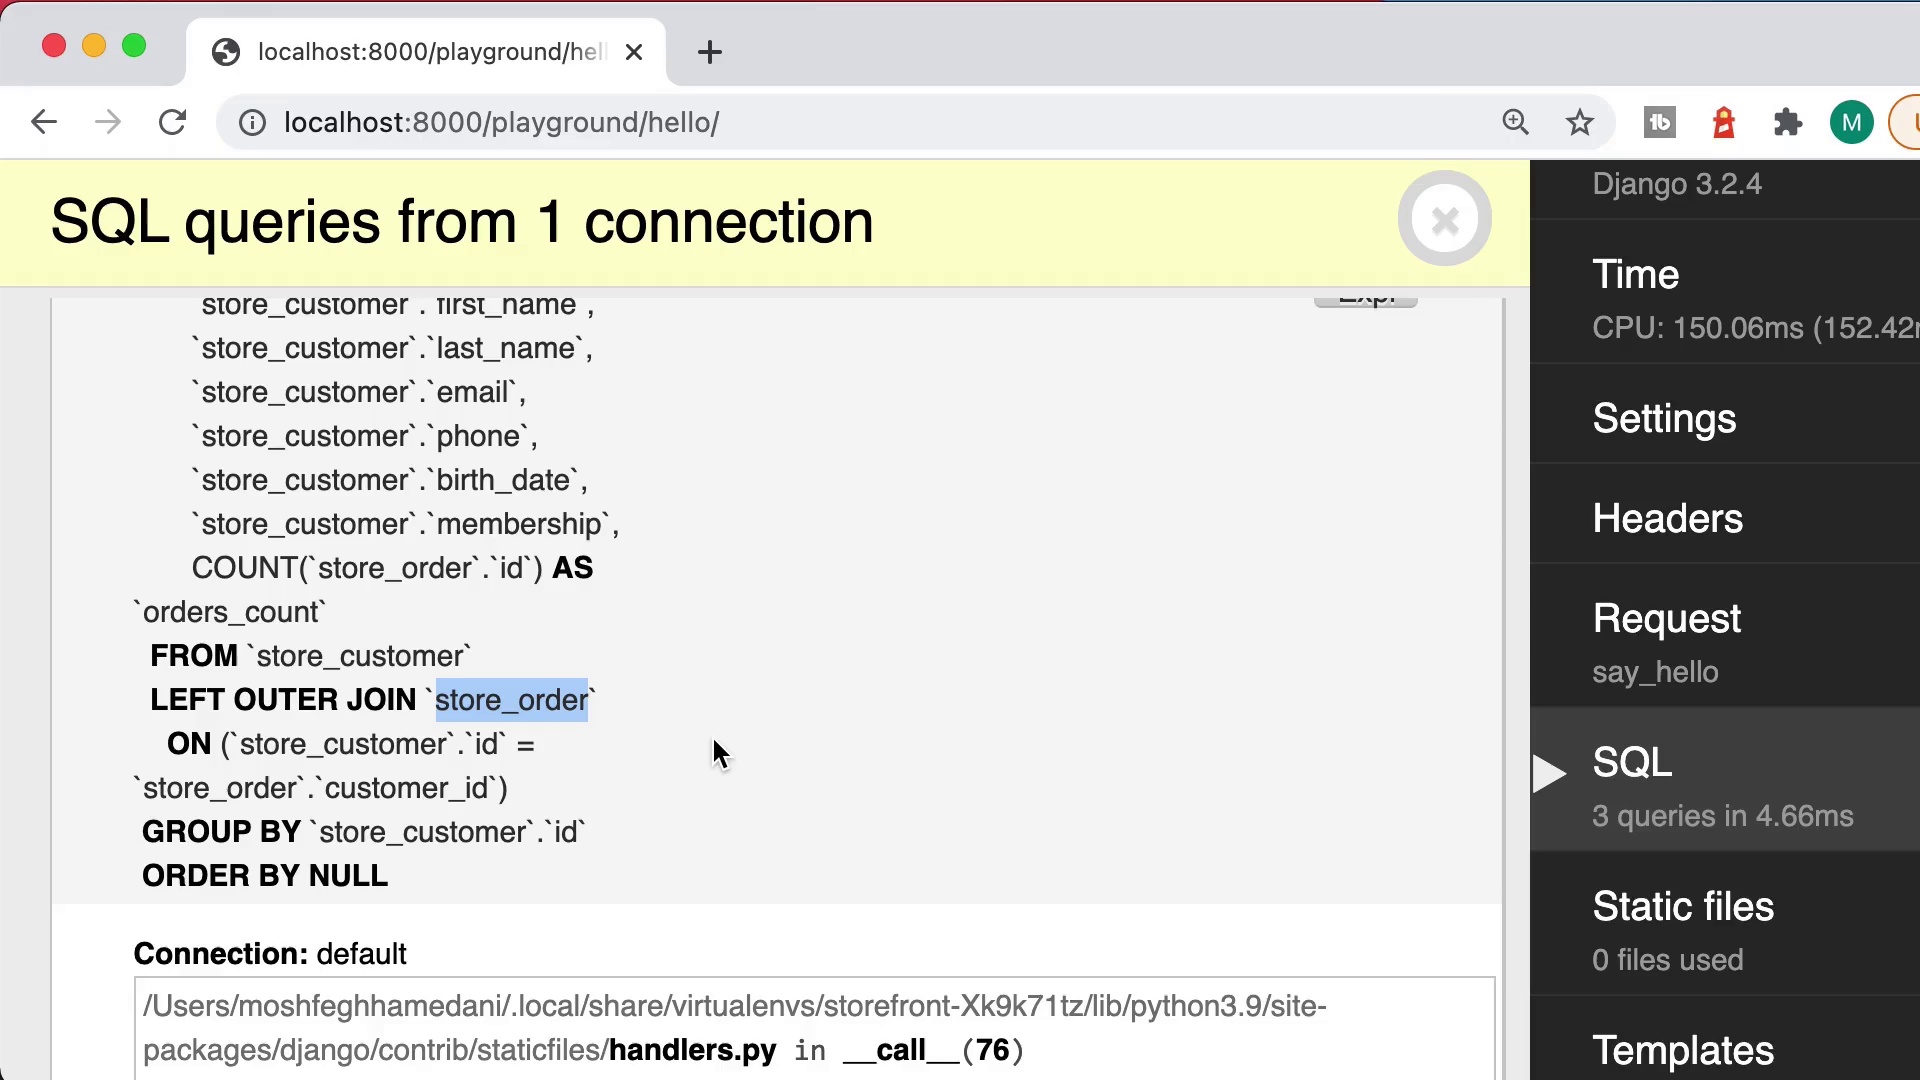 localhost:8000/playground/hell
localhost:8000/playground/hello/
M
SQL queries from 1 connection
`store_customer`.`first_name`,
`store_customer`.`last_name`,
`store_customer`.`email`,
`store_customer`.`phone`,
`store_customer`.`birth_date`,
`store_customer`.`membership`,
COUNT(`store_order`.`id`) AS
`orders_count`
FROM `store_customer`
LEFT OUTER JOIN `store_order`
ON (`store_customer`.`id` =
`store_order`.`customer_id`)
GROUP BY `store_customer`.`id`
ORDER BY NULL
Expl
Connection: default
/Users/moshfeghhamedani/.local/share/virtualenvs/storefront-Xk9k71tz/lib/python3.9/site-
packages/django/contrib/staticfiles/handlers.py in __call__(76)
Django 3.2.4
Time
CPU: 150.06ms (152.42
Settings
Headers
Request
say_hello
SQL
3 queries in 4.66ms
Static files
0 files used
Templates